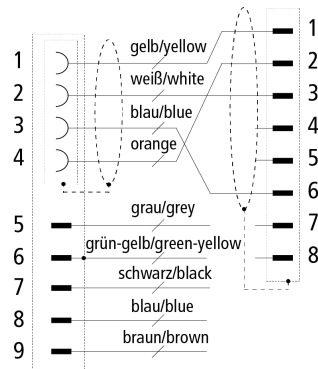 gelb/yellow
1
1
weiß/white
2
2
blau/blue
3
3
orange
4
4
5
6
grau/grey
5
7
grün-gelb/green-yellow
6
8
schwarz/black
7
blau/blue
8
braun/brown
9